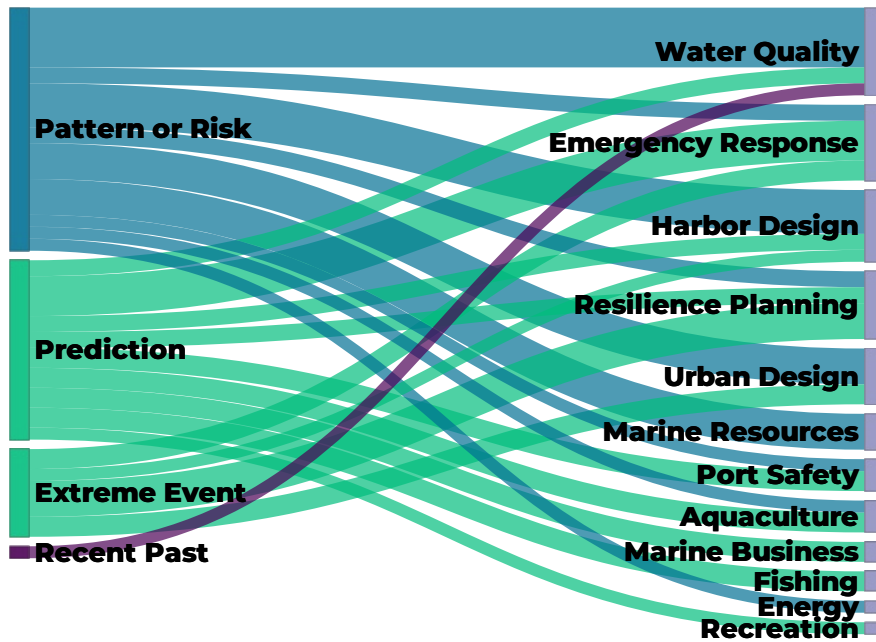 Pattern or Risk
Prediction
Extreme Event
Recent Past
Water Quality
Emergency Response
Harbor Design
Resilience Planning
Urban Design
Marine Resources
Port Safety
Aquaculture
Marine Business
Fishing
Energy
Recreation